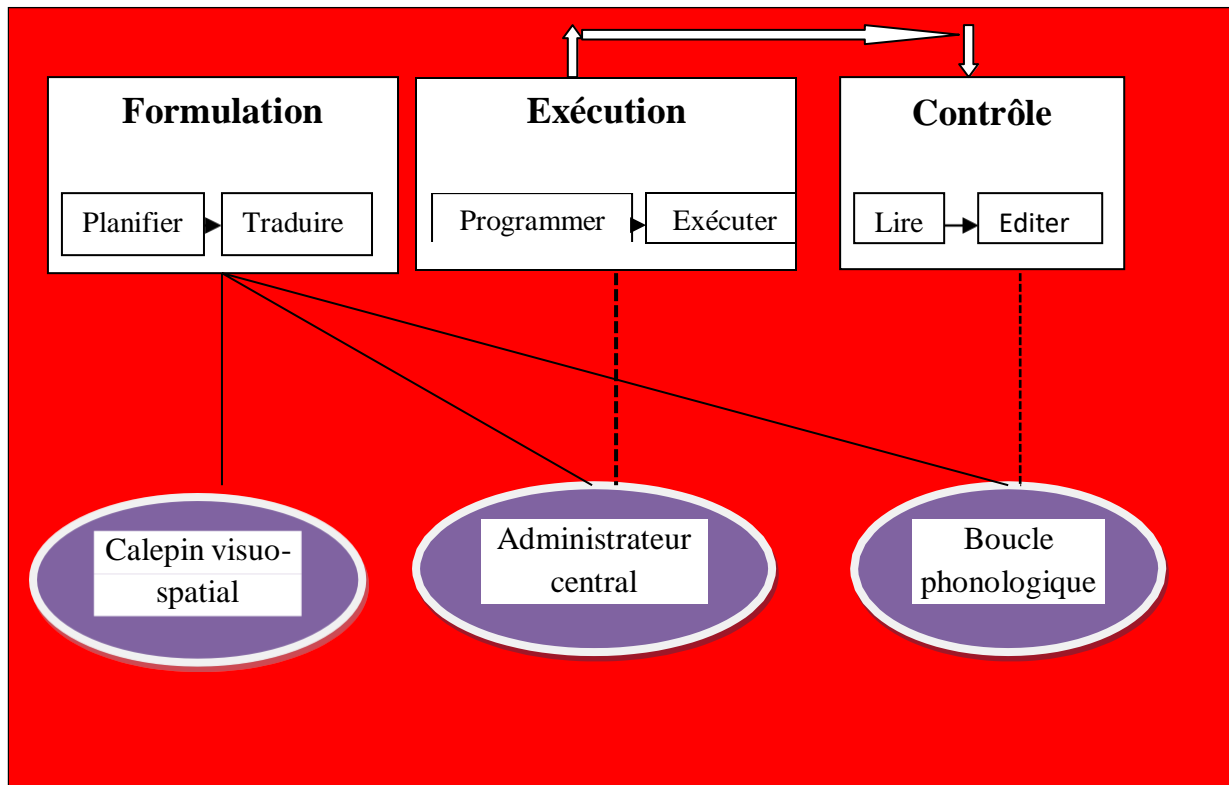 Formulation
Planifier
Traduire
Exécution
Programmer
Exécuter
Contrôle
Lire
Editer
Calepin visuo-
spatial
Administrateur
central
Boucle
phonologique